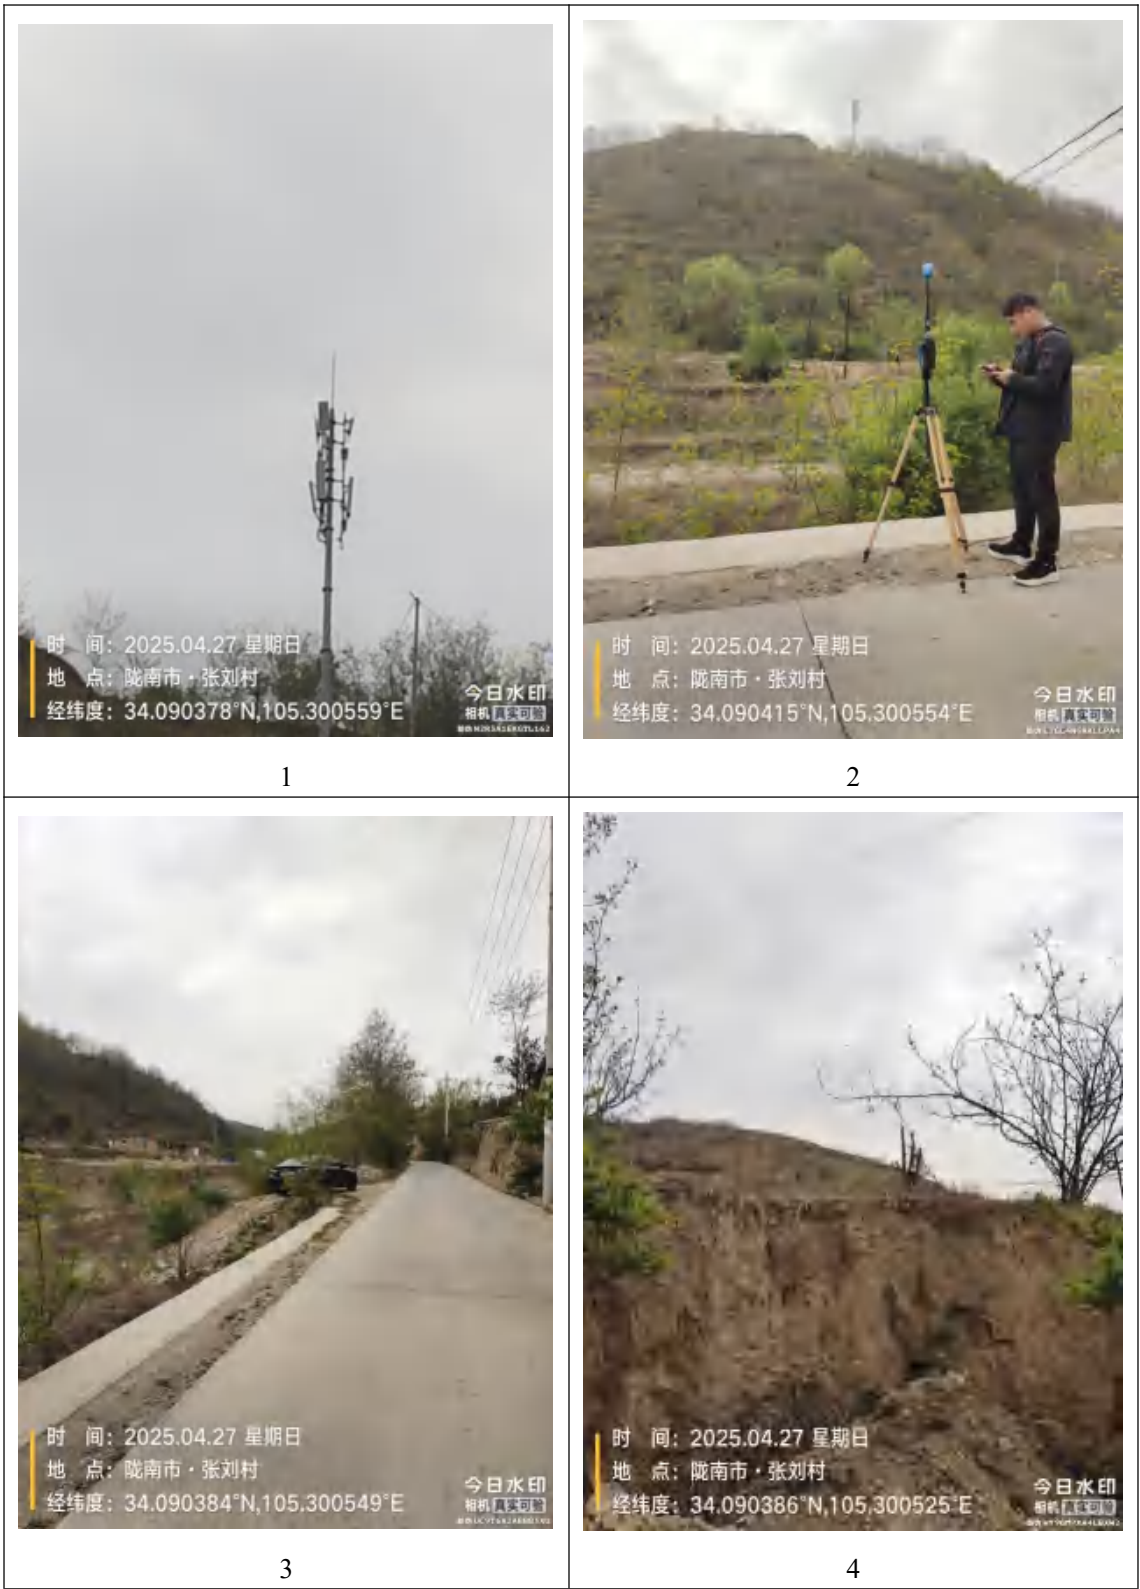 时 间：2025.04.27 星期日
地 点：陇南市·张刘村
经纬度：34.090378°N,105.300559°E
今日水印
相机 真实可验
1
时 间：2025.04.27 星期日
地 点：陇南市·张刘村
经纬度：34.090415°N,105.300554°E
今日水印
相机 真实可验
2
时 间：2025.04.27 星期日
地 点：陇南市·张刘村
经纬度：34.090384°N,105.300549°E
今日水印
相机 真实可验
3
时 间：2025.04.27 星期日
地 点：陇南市·张刘村
经纬度：34.090386°N,105.300525°E
今日水印
相机 真实可验
4